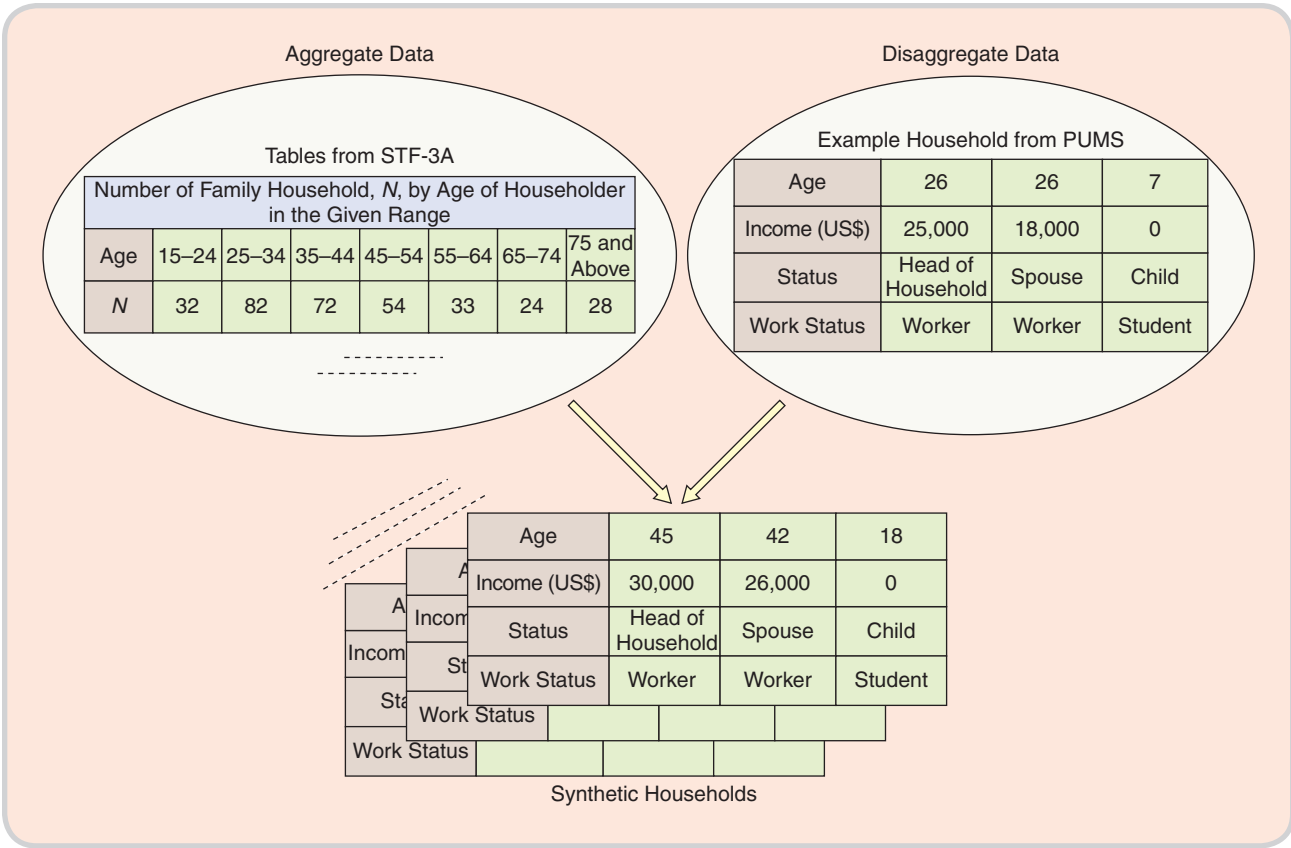 Aggregate Data
Disaggregate Data
Tables from STF-3A
Number of Family Household, N, by Age of Householder
in the Given Range
Age 15–24 25–34 35–44 45–54 55–64 65–74 75 and Above
N 32 82 72 54 33 24 28
Example Household from PUMS
Age 26 26 7
Income (US$) 25,000 18,000 0
Status Head of Household Spouse Child
Work Status Worker Worker Student
Age 45 42 18
Income (US$) 30,000 26,000 0
Status Head of Household Spouse Child
Work Status Worker Worker Student
A
Incom
St
Work Status
A
Incom
Sta
Work Status
Synthetic Households